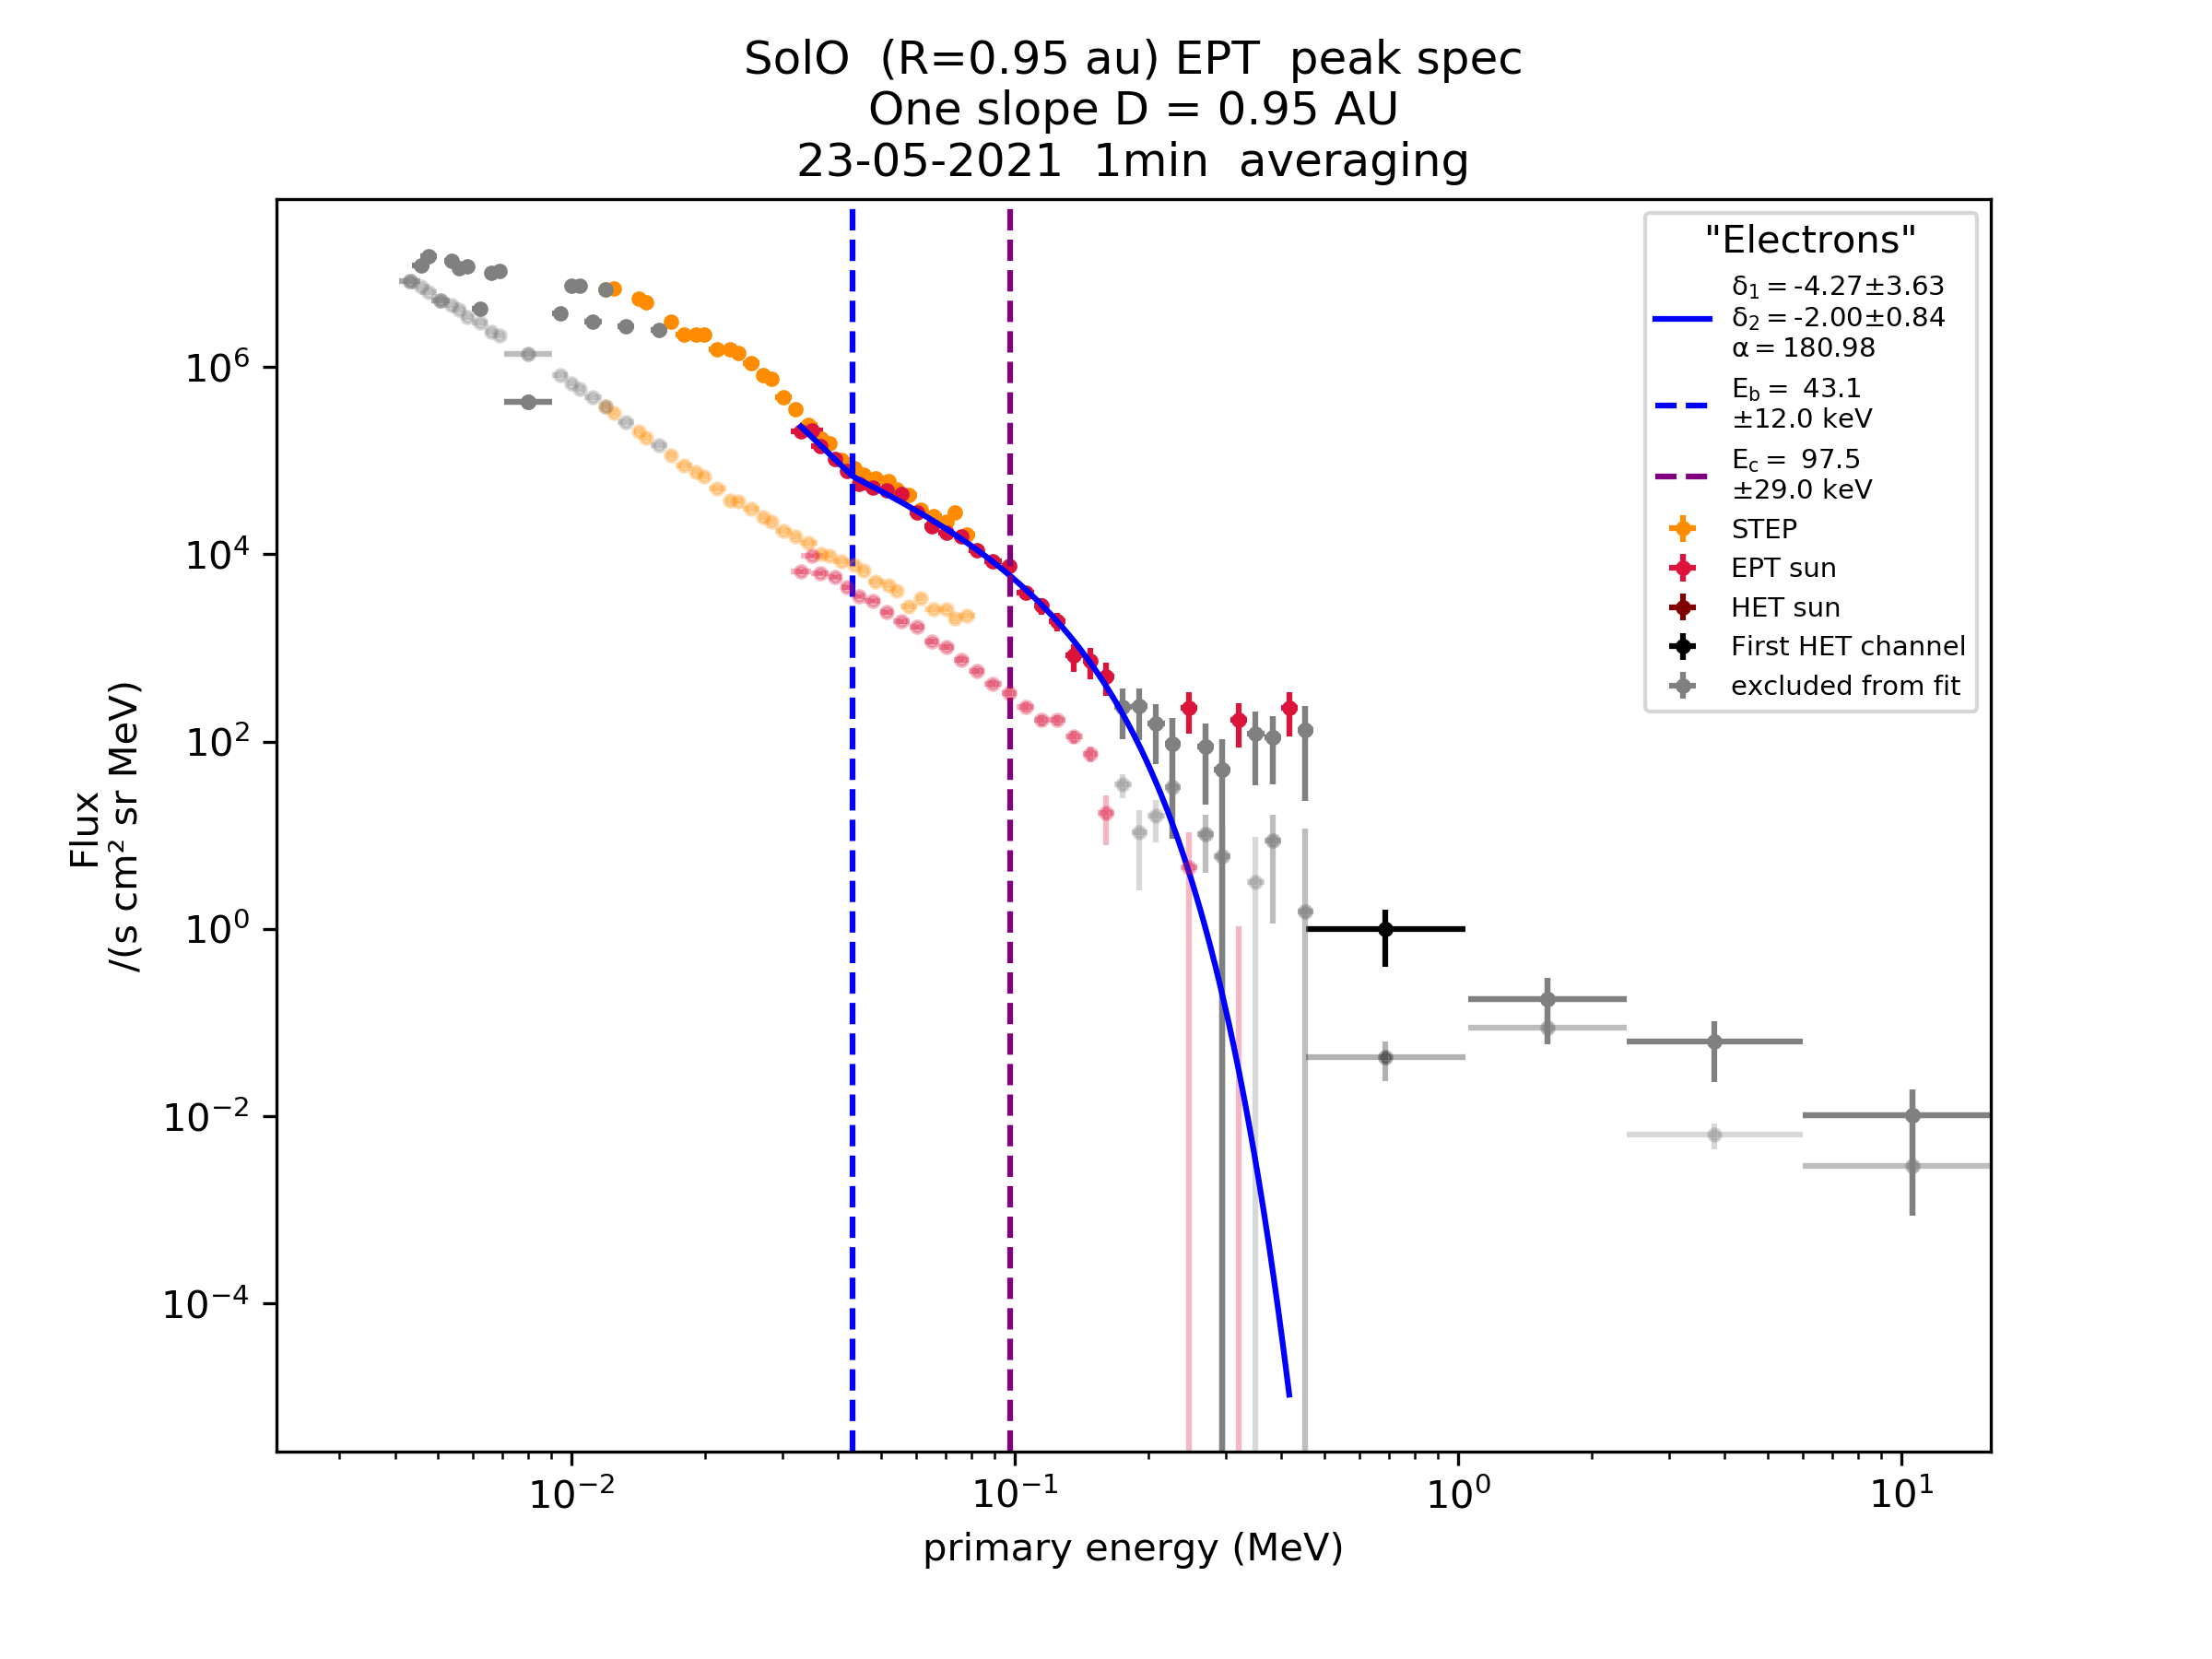 SolO (R=0.95 au) EPT peak spec
One slope D = 0.95 AU
23-05-2021 1min averaging
"Electrons"
δ₁ = -4.27±3.63
δ₂ = -2.00±0.84
α = 180.98
E_b = 43.1
±12.0 keV
E_c = 97.5
±29.0 keV
STEP
EPT sun
HET sun
First HET channel
excluded from fit
10⁶
10⁴
10²
10⁰
10⁻²
10⁻⁴
Flux
/(s cm² sr MeV)
10⁻² 10⁻¹ 10⁰ 10¹
primary energy (MeV)